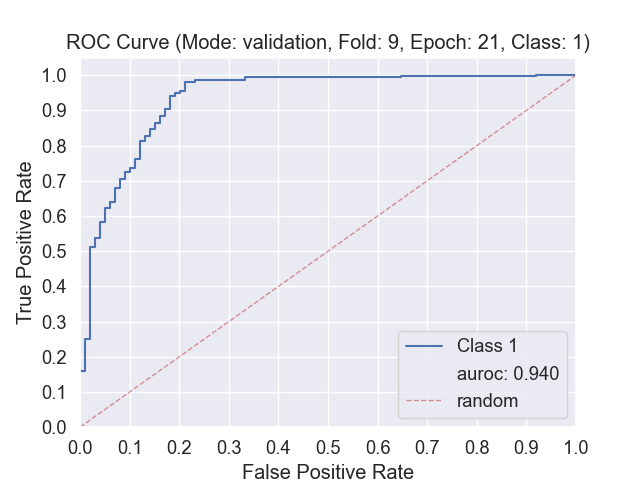 ROC Curve (Mode: validation, Fold: 9, Epoch: 21, Class: 1)
1.0
0.9
0.8
0.7
0.6
0.5
0.4
0.3
0.2
0.1
0.0
True Positive Rate
Class 1
auroc: 0.940
random
0.0 0.1 0.2 0.3 0.4 0.5 0.6 0.7 0.8 0.9 1.0
False Positive Rate